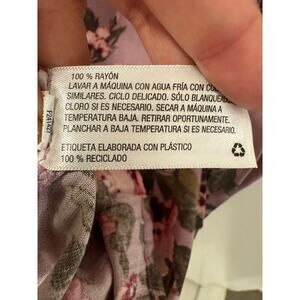 100 % RAYÓN
LAVAR A MÁQUINA CON AGUA FRÍA CON
SIMILARES. CICLO DELICADO. SÓLO
CLORO SI ES NECESARIO. SECAR A MÁQUINA A
TEMPERATURA BAJA. RETIRAR OPORTUNAMENTE.
PLANCHAR A BAJA TEMPERATURA SI ES NECESARIO.
ETIQUETA ELABORADA CON PLÁSTICO
100 % RECICLADO